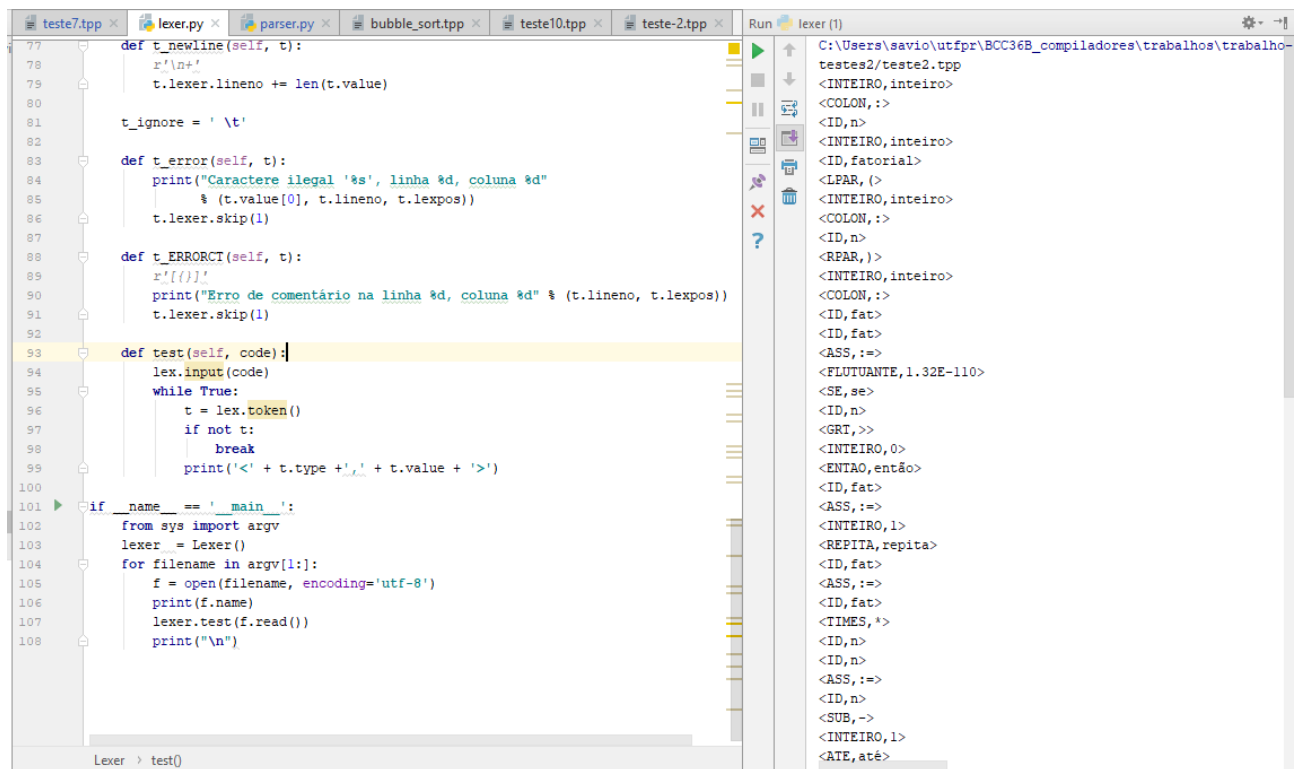 teste7.tpp
lexer.py
parser.py
bubble_sort.tpp
teste10.tpp
teste-2.tpp
77 def t_newline(self, t):
78 r'\n+'
79 t.lexer.lineno += len(t.value)
80
81 t_ignore = ' \t'
82
83 def t_error(self, t):
84 print("Caractere ilegal '%s', linha %d, coluna %d"
85 % (t.value[0], t.lineno, t.lexpos))
86 t.lexer.skip(1)
87
88 def t_ERRORCT(self, t):
89 r'[{}]'
90 print("Erro de comentário na linha %d, coluna %d" % (t.lineno, t.lexpos))
91 t.lexer.skip(1)
92
93 def test(self, code):
94 lex.input(code)
95 while True:
96 t = lex.token()
97 if not t:
98 break
99 print('<' + t.type +',' + t.value + '>')
100
101 if __name__ == '__main__':
102 from sys import argv
103 lexer = Lexer()
104 for filename in argv[1:]:
105 f = open(filename, encoding='utf-8')
106 print(f.name)
107 lexer.test(f.read())
108 print("\n")
Lexer > test()
Run lexer (1)
C:\Users\savio\utfpr\BCC36B_compiladores\trabalhos\trabalho-
testes2/teste2.tpp
<INTEIRO,inteiro>
<COLON,:>
<ID,n>
<INTEIRO,inteiro>
<ID,fatorial>
<LPAR,(>
<INTEIRO,inteiro>
<COLON,:>
<ID,n>
<RPAR,)>
<INTEIRO,inteiro>
<COLON,:>
<ID,fat>
<ID,fat>
<ASS,:=>
<FLUTUANTE,1.32E-110>
<SE,se>
<ID,n>
<GRT,>>
<INTEIRO,0>
<ENTAO,então>
<ID,fat>
<ASS,:=>
<INTEIRO,1>
<REPITA,repita>
<ID,fat>
<ASS,:=>
<ID,fat>
<TIMES,*>
<ID,n>
<ID,n>
<ASS,:=>
<ID,n>
<SUB,->
<INTEIRO,1>
<ATE,até>